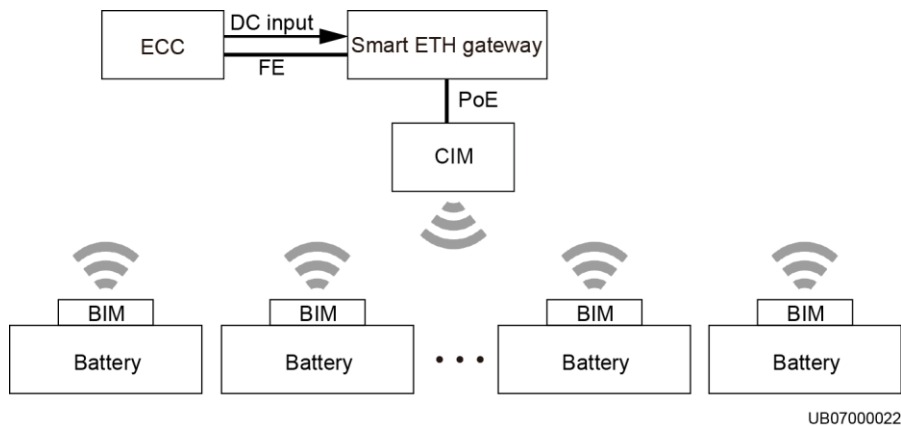 DC input
ECC
Smart ETH gateway
FE
PoE
CIM
BIM
BIM
BIM
BIM
Battery
Battery
• • •
Battery
Battery
UB07000022